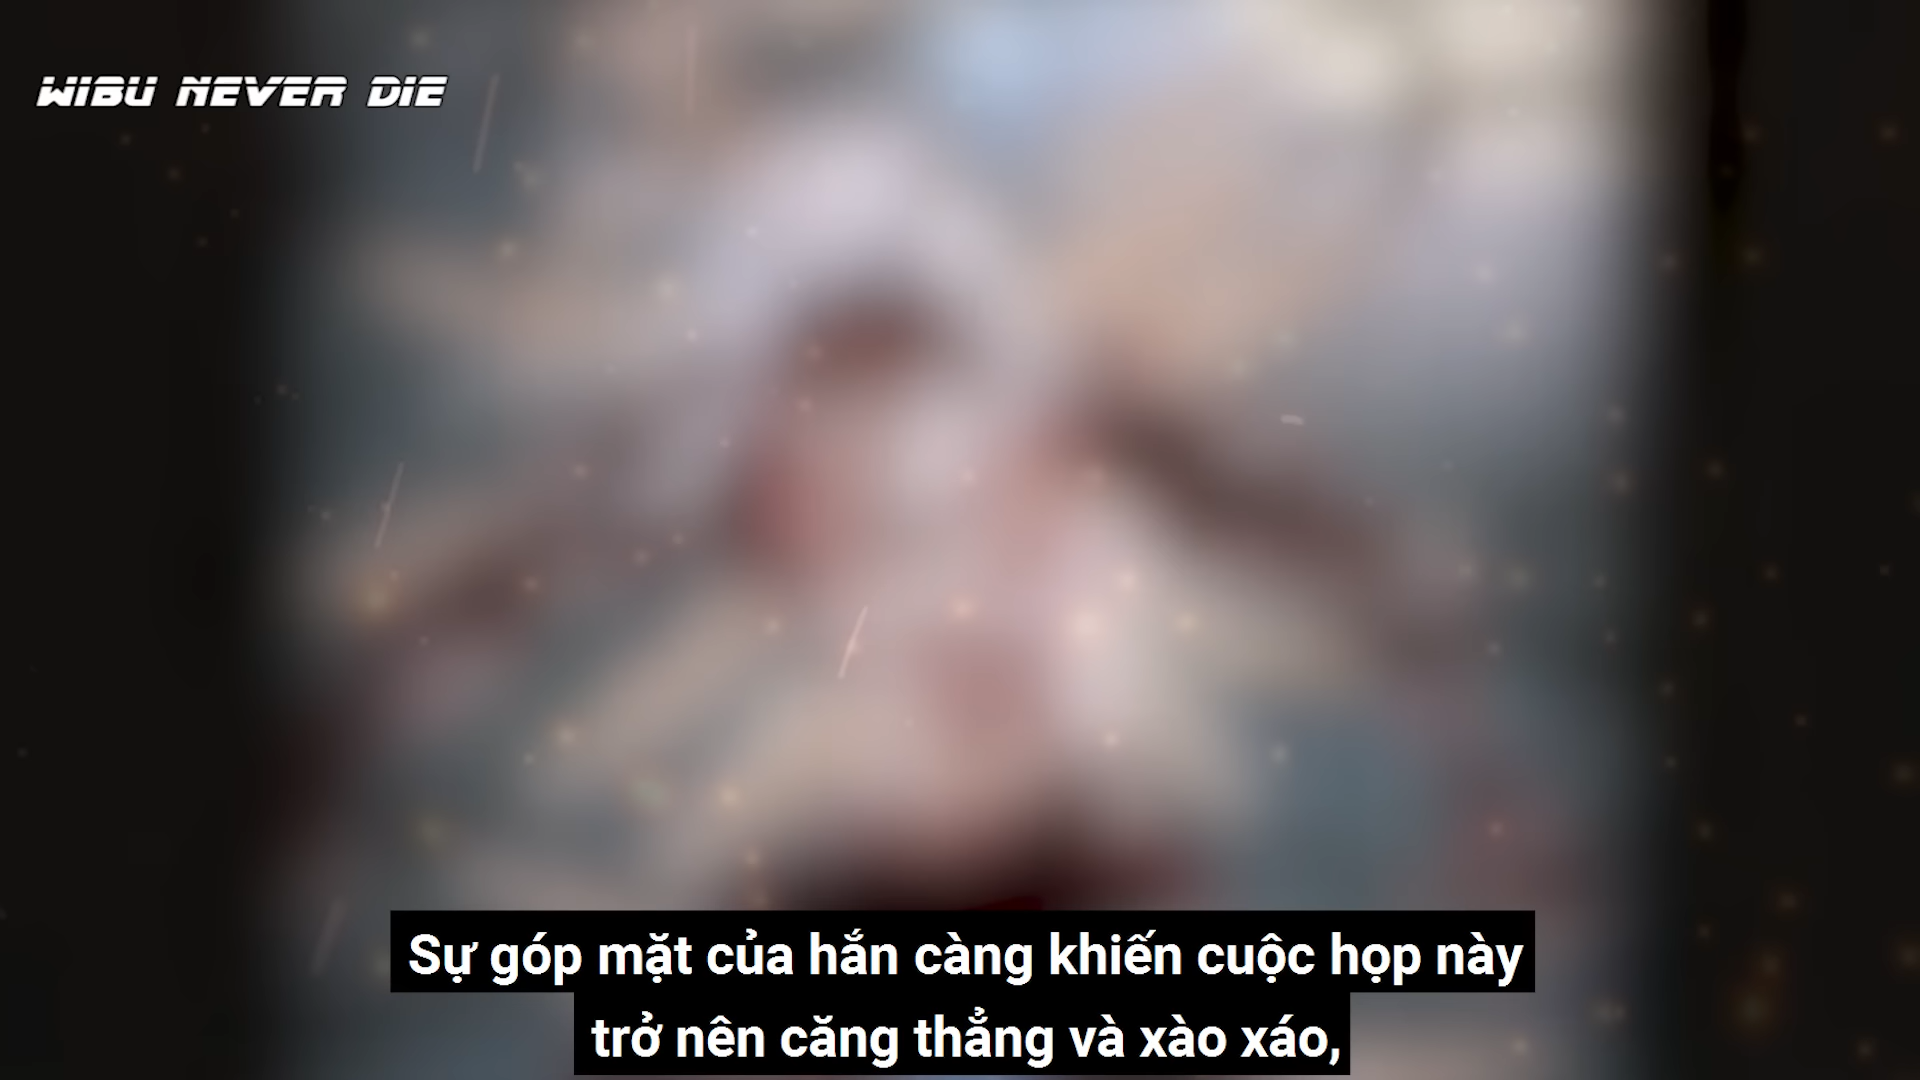 WIBU NEVER DIE
Sự góp mặt của hắn càng khiến cuộc họp này
trở nên căng thẳng và xào xáo,